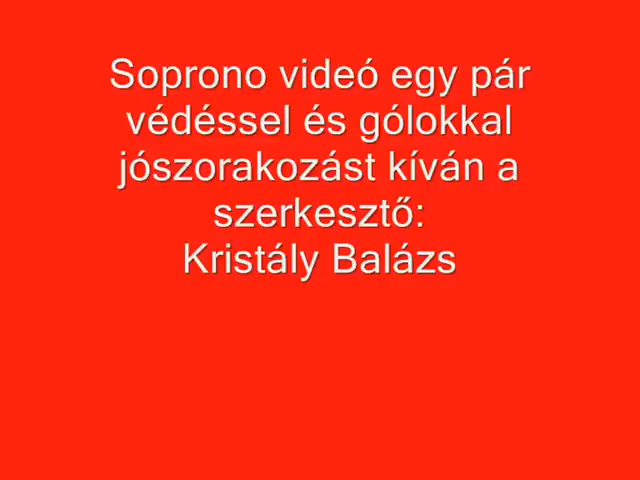 Soprono videó egy pár
védéssel és gólokkal
jószorakozást kíván a
szerkesztő:
Kristály Balázs